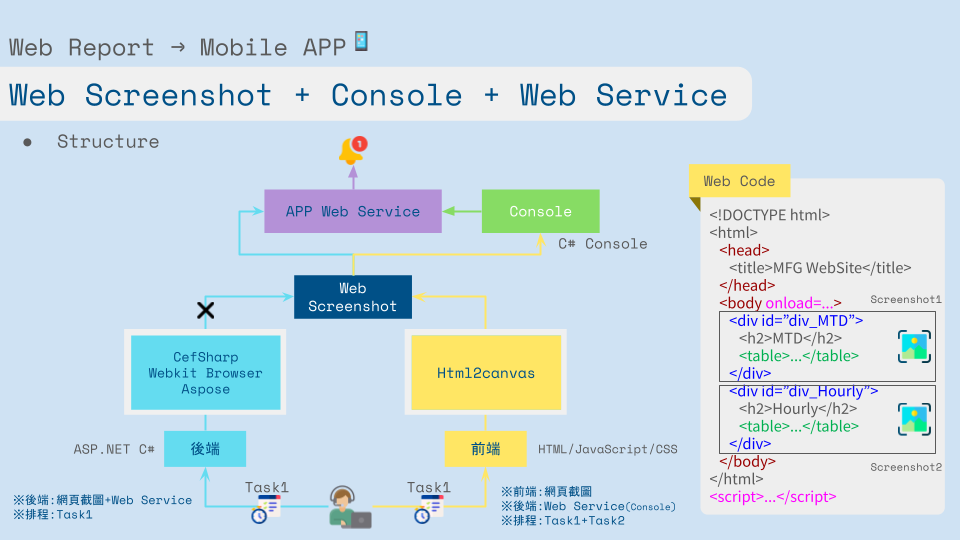 Web Report → Mobile APP
Web Screenshot + Console + Web Service
● Structure
1
APP Web Service
Console
C# Console
Web
Screenshot
CefSharp
Webkit Browser
Aspose
Html2canvas
ASP.NET C#
後端
前端
HTML/JavaScript/CSS
Task1
Task1
※後端:網頁截圖+Web Service
※排程:Task1
※前端:網頁截圖
※後端:Web Service(Console)
※排程:Task1+Task2
Web Code
<!DOCTYPE html>
<html>
<head>
<title>MFG WebSite</title>
</head>
<body onload=...>
Screenshot1
<div id=”div_MTD”>
<h2>MTD</h2>
<table>...</table>
</div>
<div id=”div_Hourly”>
<h2>Hourly</h2>
<table>...</table>
</div>
</body>
Screenshot2
</html>
<script>...</script>